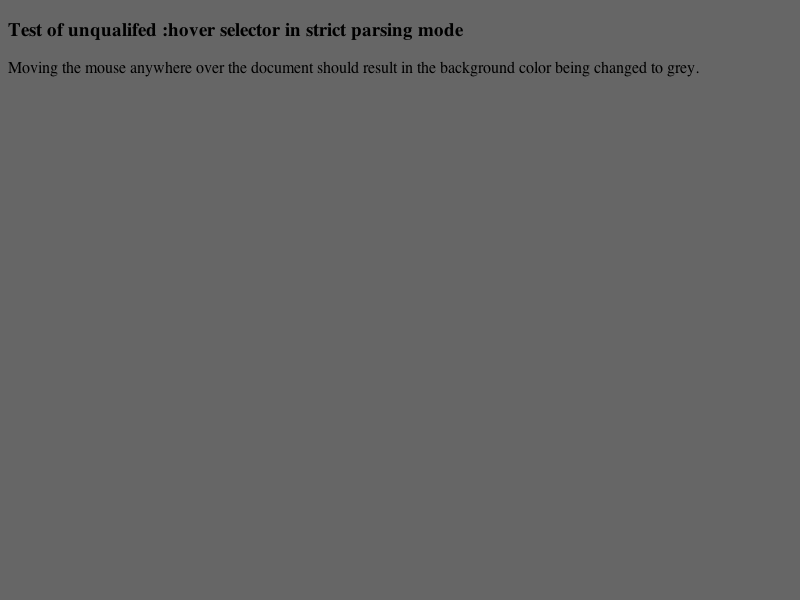 Test of unqualifed :hover selector in strict parsing mode
Moving the mouse anywhere over the document should result in the background color being changed to grey.